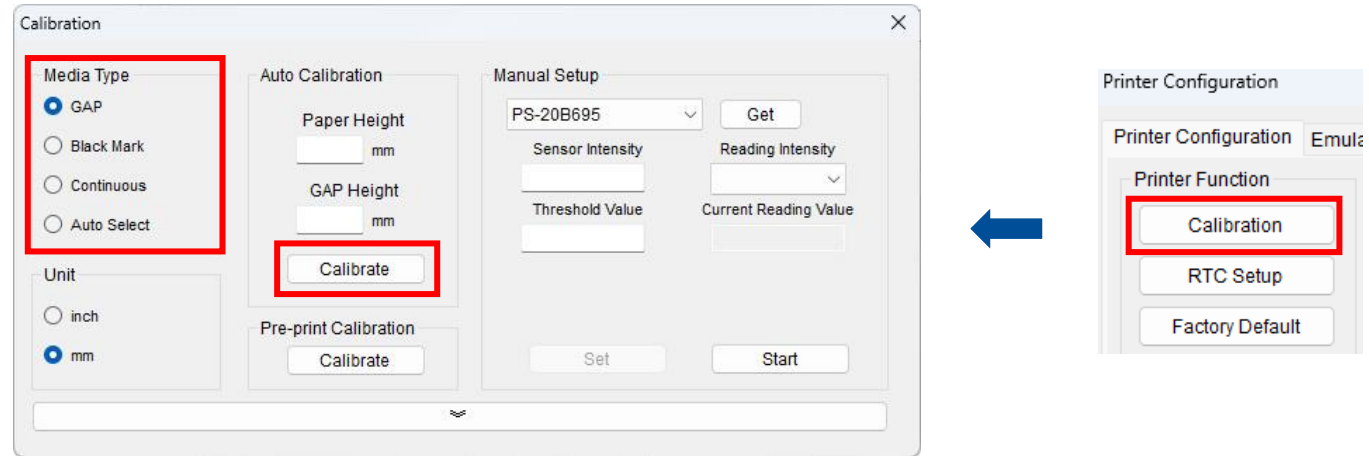 Calibration
Media Type
GAP
Black Mark
Continuous
Auto Select
Unit
inch
mm
Auto Calibration
Paper Height
mm
GAP Height
mm
Calibrate
Pre-print Calibration
Calibrate
Manual Setup
PS-20B695
Get
Sensor Intensity
Reading Intensity
Threshold Value
Current Reading Value
Set
Start
Printer Configuration
Printer Configuration
Emula
Printer Function
Calibration
RTC Setup
Factory Default